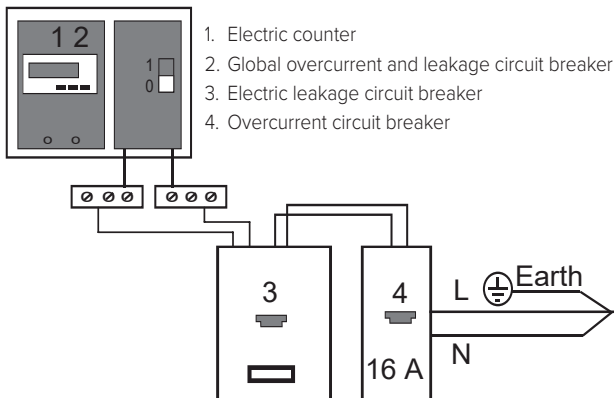 1 2
1
0
1. Electric counter
2. Global overcurrent and leakage circuit breaker
3. Electric leakage circuit breaker
4. Overcurrent circuit breaker
3
4
16 A
L
Earth
N